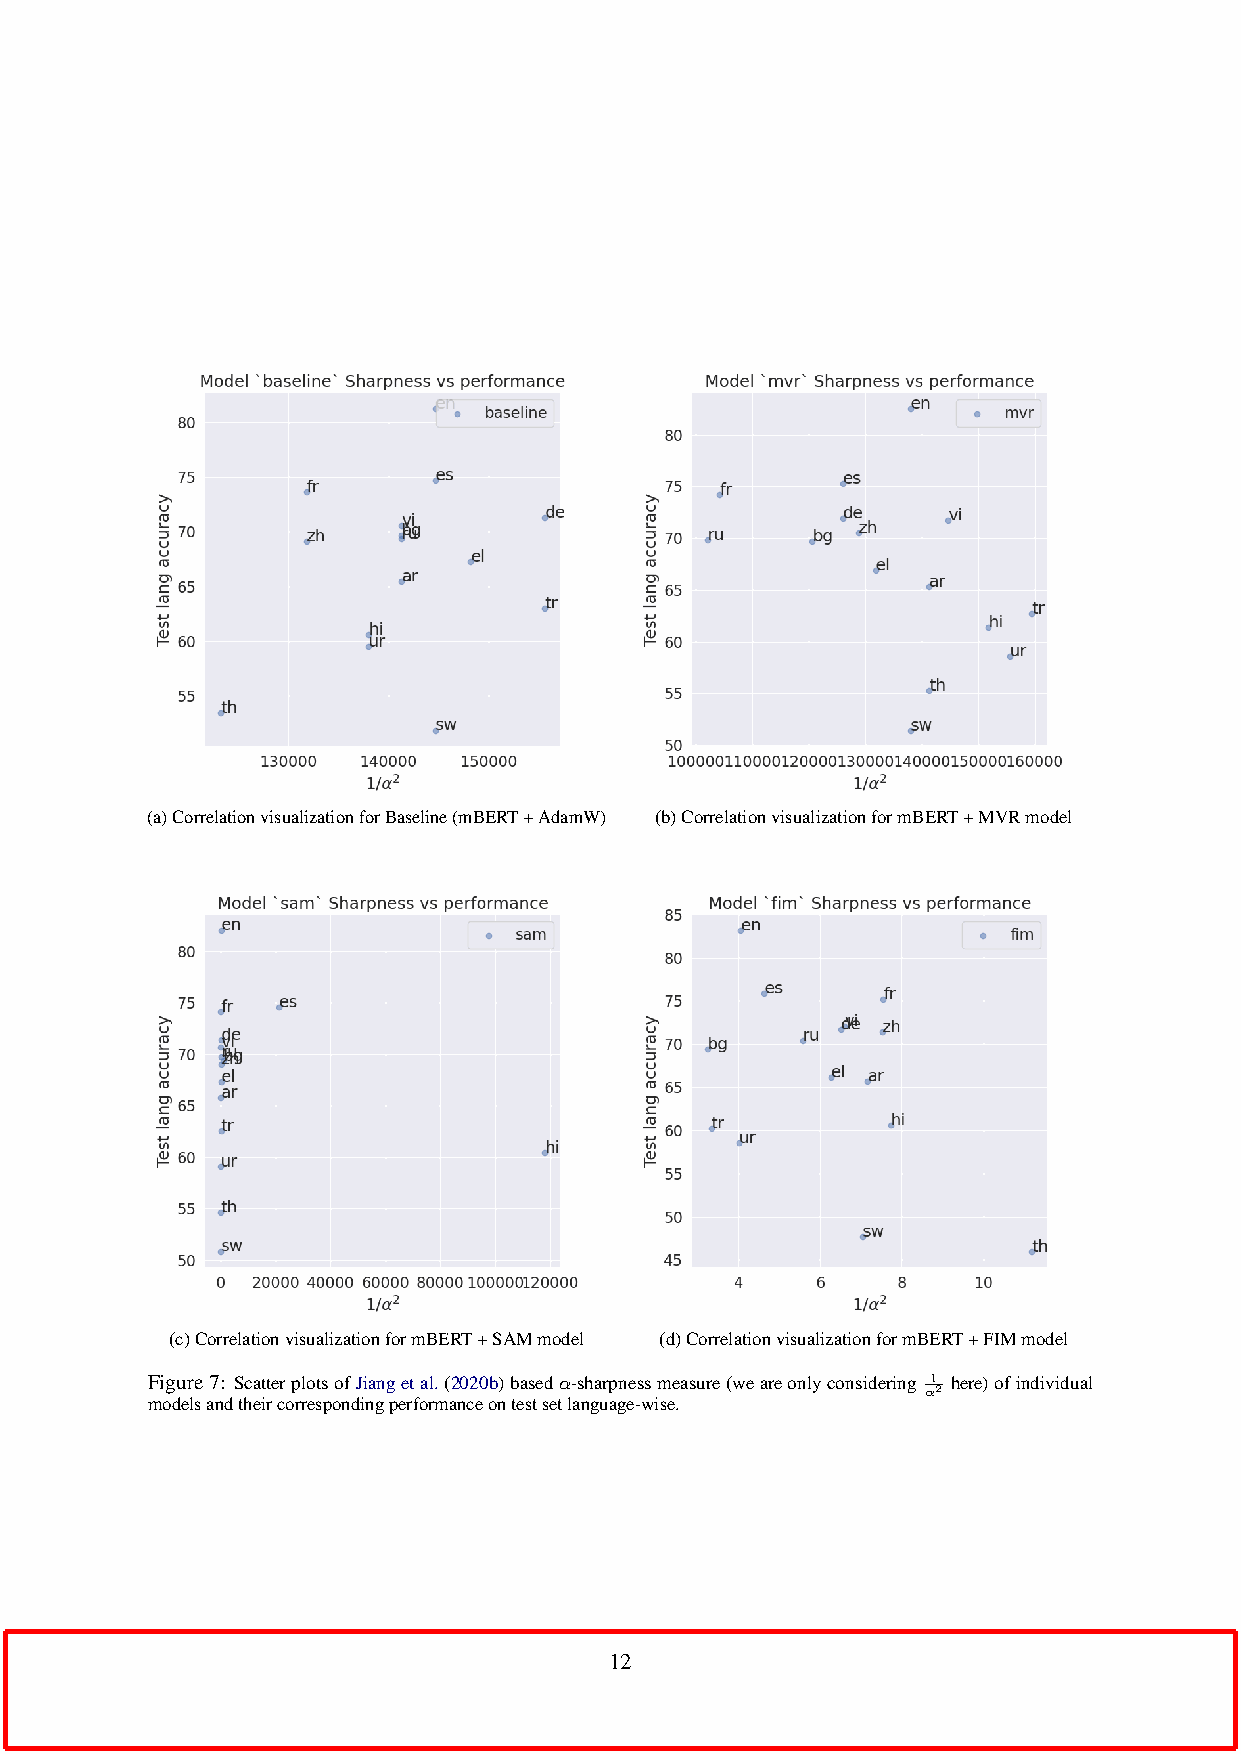 Model `baseline` Sharpness vs performance
en
baseline
80
75
70
65
60
55
es
fr
de
vi
zh
el
ar
tr
hi
ur
th
sw
Test lang accuracy
130000 140000 150000
1/α²
(a) Correlation visualization for Baseline (mBERT + AdamW)
Model `mvr` Sharpness vs performance
en
mvr
80
75
70
65
60
55
50
es
fr
de
vi
zh
ru
bg
el
ar
tr
hi
ur
th
sw
Test lang accuracy
100000110000120000130000140000150000160000
1/α²
(b) Correlation visualization for mBERT + MVR model
Model `sam` Sharpness vs performance
en
sam
80
75
70
65
60
55
50
fr
es
de
vi
zh
el
ar
tr
hi
ur
th
sw
Test lang accuracy
0 20000 40000 60000 80000 100000120000
1/α²
(c) Correlation visualization for mBERT + SAM model
Model `fim` Sharpness vs performance
85
80
75
70
65
60
55
50
45
en
fim
es
fr
de
vi
zh
ru
bg
el
ar
tr
hi
ur
sw
th
Test lang accuracy
4 6 8 10
1/α²
(d) Correlation visualization for mBERT + FIM model
Figure 7: Scatter plots of Jiang et al. (2020b) based α-sharpness measure (we are only considering 1/α² here) of individual
models and their corresponding performance on test set language-wise.
12